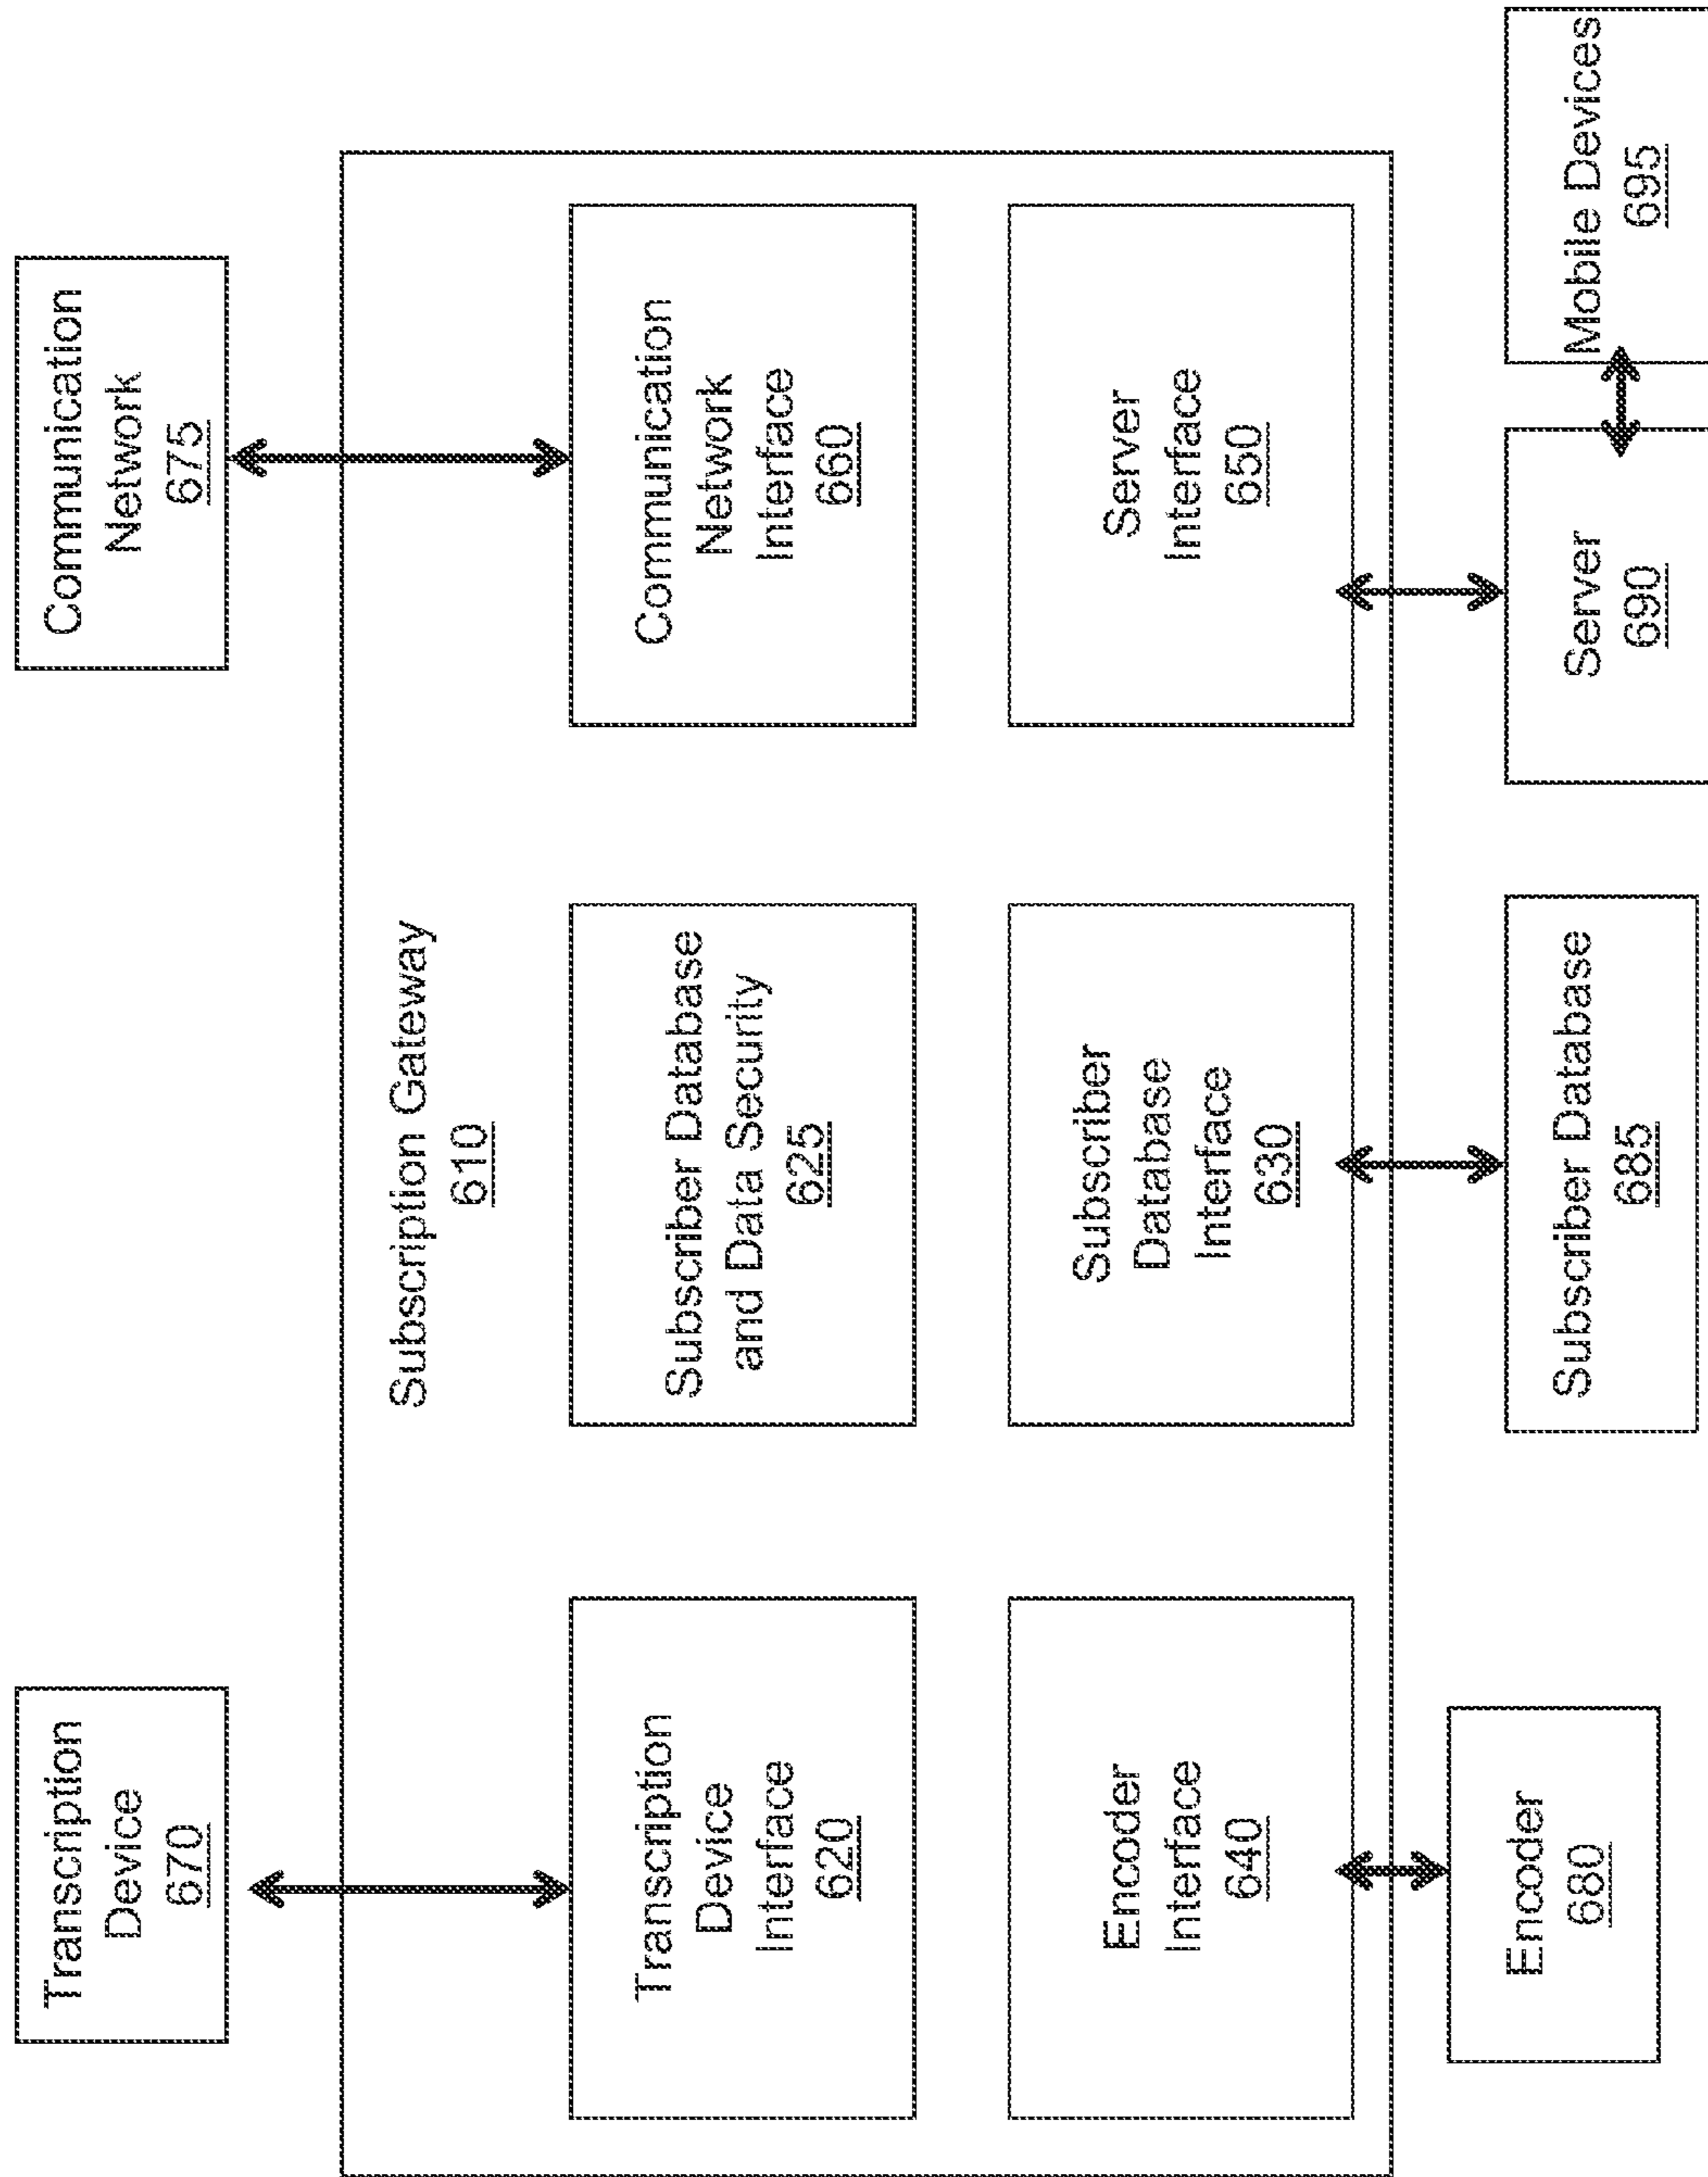 Transcription
Device
670
Communication
Network
675
Subscription Gateway
610
Transcription
Device
Interface
620
Subscriber Database
and Data Security
625
Communication
Network
Interface
660
Encoder
Interface
640
Subscriber
Database
Interface
630
Server
Interface
650
Encoder
680
Subscriber Database
685
Server
690
Mobile Devices
695